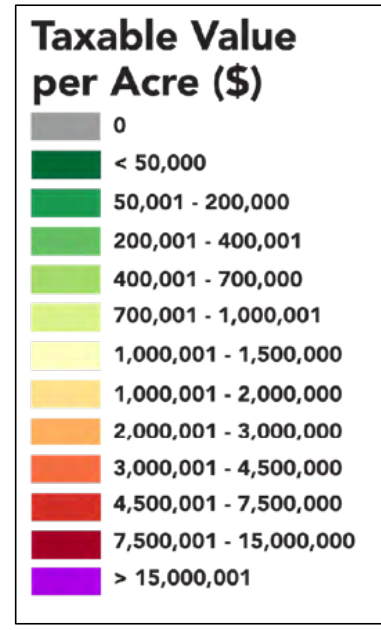 Taxable Value
per Acre ($)
0
< 50,000
50,001 - 200,000
200,001 - 400,001
400,001 - 700,000
700,001 - 1,000,001
1,000,001 - 1,500,000
1,000,001 - 2,000,000
2,000,001 - 3,000,000
3,000,001 - 4,500,000
4,500,001 - 7,500,000
7,500,001 - 15,000,000
> 15,000,001